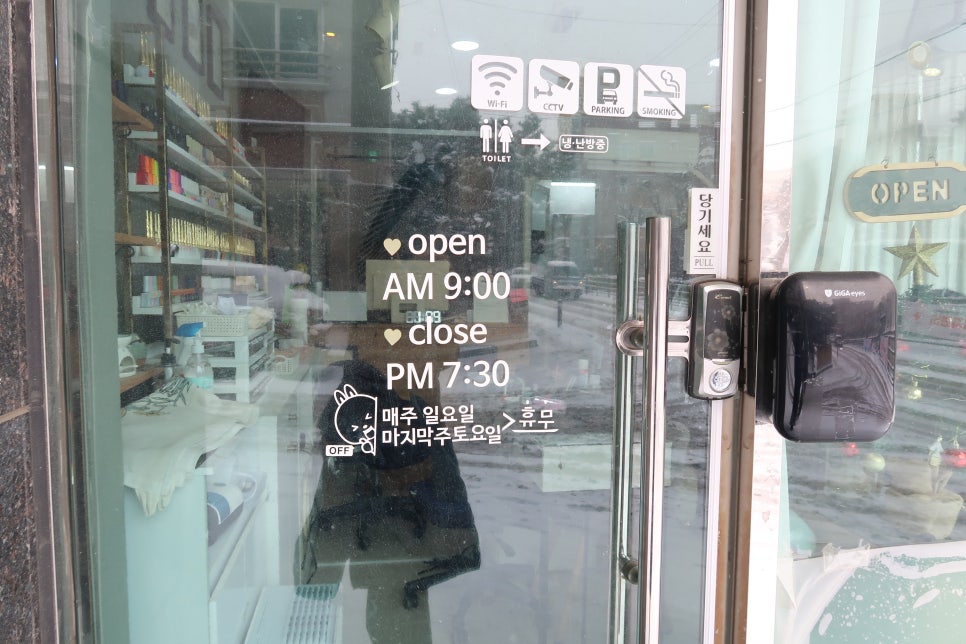 Wi-Fi
CCTV
PARKING
SMOKING
TOILET
냉·난방중
당기세요
PULL
OPEN
GiGAeyes
open
AM 9:00
close
PM 7:30
매주 일요일
마지막주토요일 > 휴무
OFF